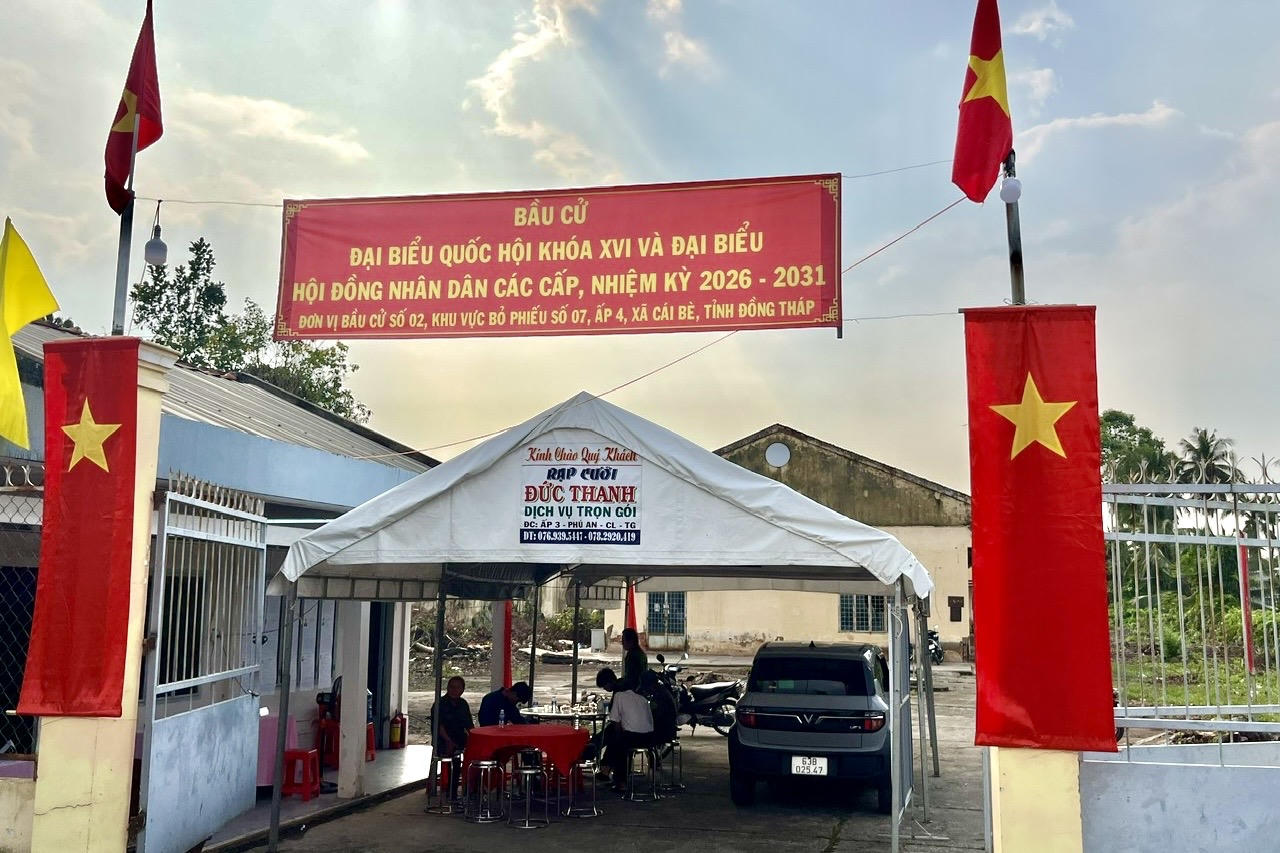 BẦU CỬ
ĐẠI BIỂU QUỐC HỘI KHÓA XVI VÀ ĐẠI BIỂU
HỘI ĐỒNG NHÂN DÂN CÁC CẤP, NHIỆM KỲ 2026 - 2031
ĐƠN VỊ BẦU CỬ SỐ 02, KHU VỰC BỎ PHIẾU SỐ 07, ẤP 4, XÃ CÁI BÈ, TỈNH ĐỒNG THÁP
Kính Chào Quý Khách
RẠP CƯỚI
ĐỨC THANH
DỊCH VỤ TRỌN GÓI
ĐC: ẤP 3 - PHÚ AN - CL - TG
ĐT: 076.939.5447 - 078.2920.419
63B
025.47